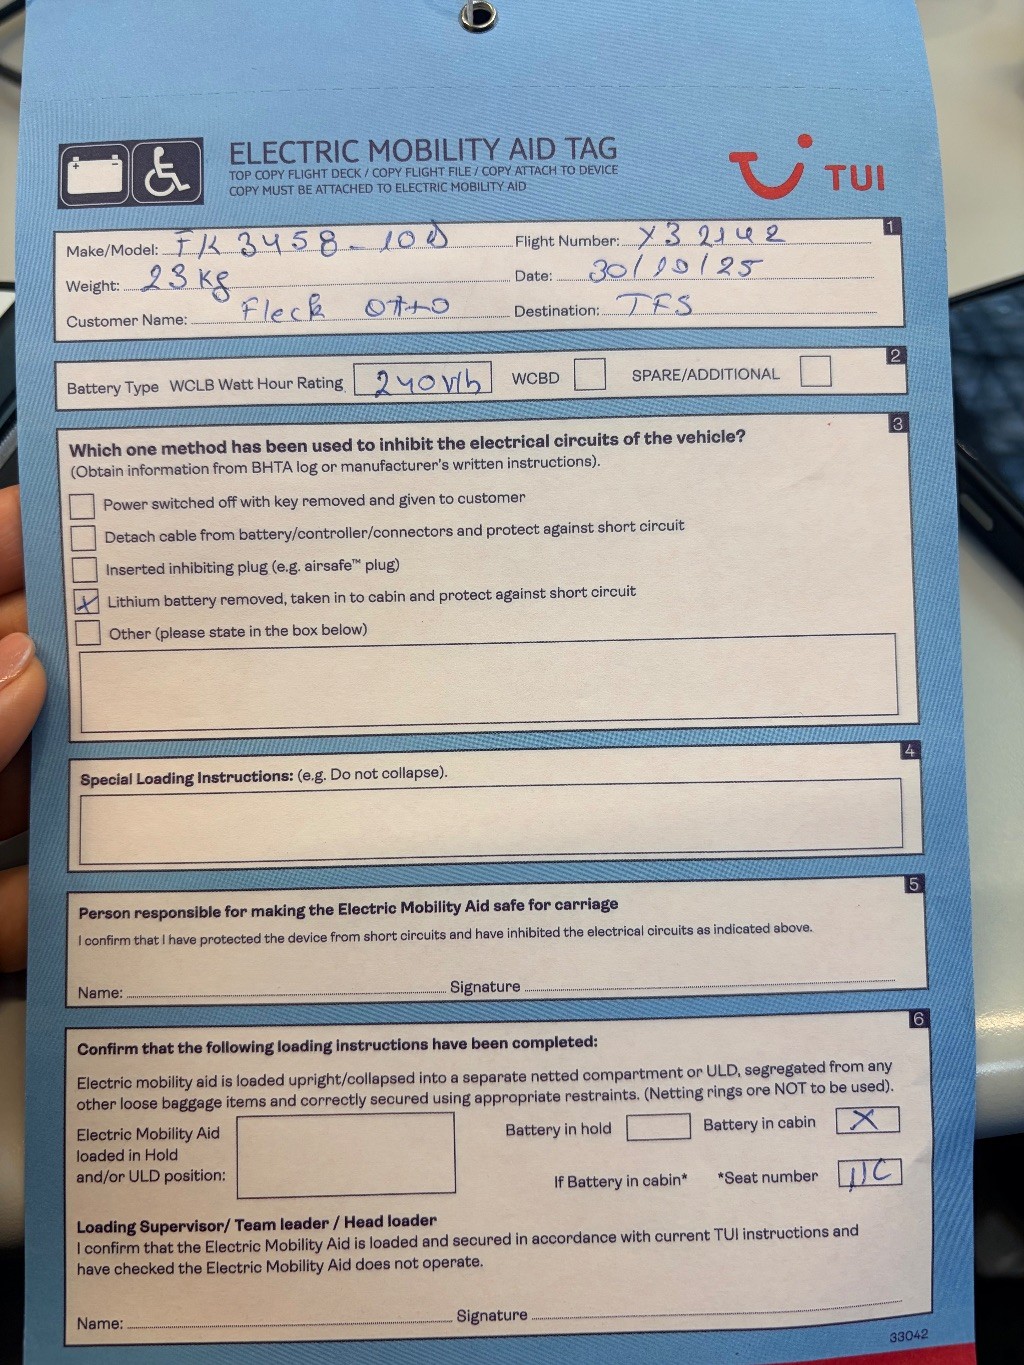 ELECTRIC MOBILITY AID TAG
TOP COPY FLIGHT DECK / COPY FLIGHT FILE / COPY ATTACH TO DEVICE
COPY MUST BE ATTACHED TO ELECTRIC MOBILITY AID
TUI
1
Make/Model: FK 3458-10
Flight Number: X3 2142
Weight: 23 kg
Date: 30/10/25
Customer Name: Fleck Otto
Destination: TFS
2
Battery Type WCLB Watt Hour Rating 240 Wh WCBD SPARE/ADDITIONAL
3
Which one method has been used to inhibit the electrical circuits of the vehicle?
(Obtain information from BHTA log or manufacturer's written instructions).
Power switched off with key removed and given to customer
Detach cable from battery/controller/connectors and protect against short circuit
Inserted inhibiting plug (e.g. airsafe™ plug)
X Lithium battery removed, taken in to cabin and protect against short circuit
Other (please state in the box below)
4
Special Loading Instructions: (e.g. Do not collapse).
5
Person responsible for making the Electric Mobility Aid safe for carriage
I confirm that I have protected the device from short circuits and have inhibited the electrical circuits as indicated above.
Name: Signature
6
Confirm that the following loading instructions have been completed:
Electric mobility aid is loaded upright/collapsed into a separate netted compartment or ULD, segregated from any
other loose baggage items and correctly secured using appropriate restraints. (Netting rings ore NOT to be used).
Electric Mobility Aid
loaded in Hold
and/or ULD position:
Battery in hold Battery in cabin X
If Battery in cabin* *Seat number 11C
Loading Supervisor/ Team leader / Head loader
I confirm that the Electric Mobility Aid is loaded and secured in accordance with current TUI instructions and
have checked the Electric Mobility Aid does not operate.
Name: Signature
33042